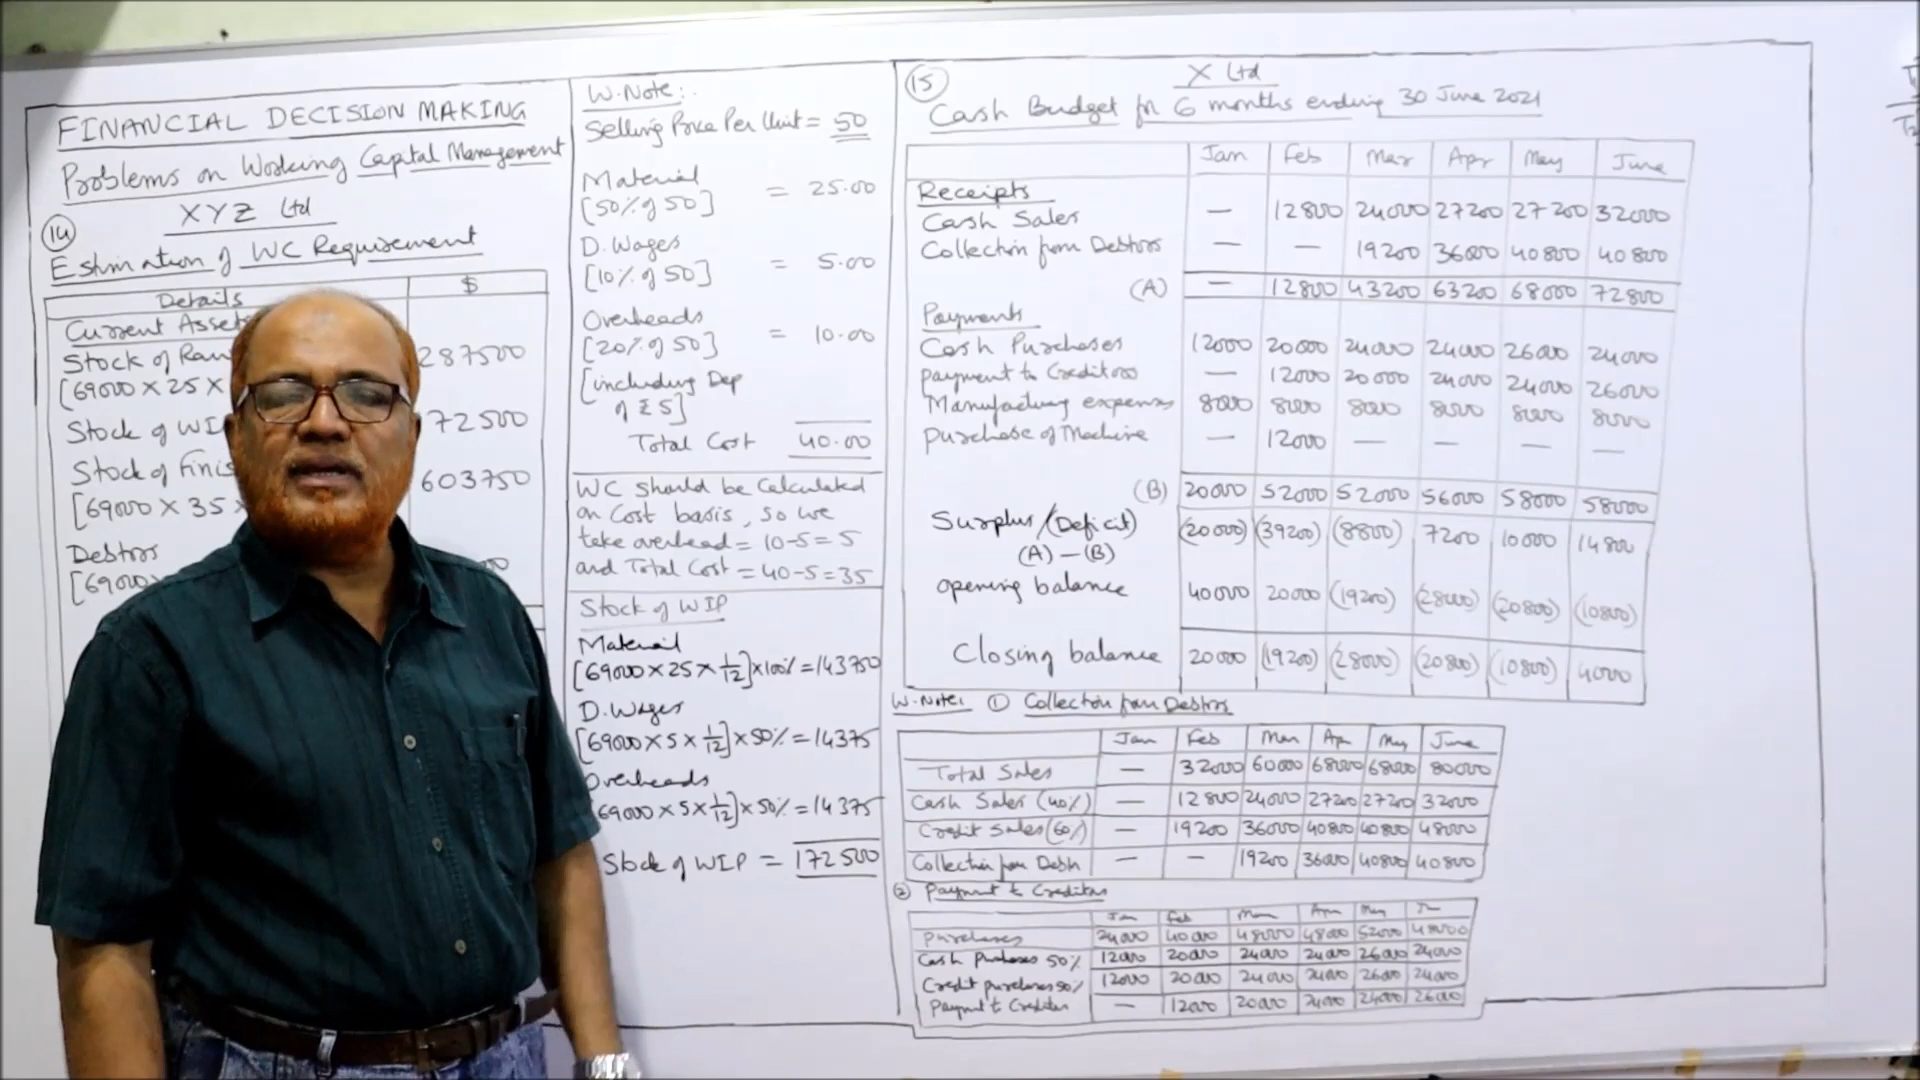 FINANCIAL DECISION MAKING
Problems on Working Capital Management
XYZ Ltd
14
Estimation of WC Requirement
Details $
Current Asset
Stock of Raw 287500
[69000 X 25 X
Stock of WI 172500
Stock of Finis 603750
[69000 X 35 X
Debtors
[69000 X
W.Note:.
Selling Price Per Unit = 50
Material = 25.00
[50% of 50]
D. Wages
[10% of 50] = 5.00
Overheads
[20% of 50] = 10.00
[including Dep
of ₹ 5]
Total Cost 40.00
WC should be Calculated
on Cost basis, so we
take overhead = 10-5 = 5
and Total Cost = 40-5 = 35
Stock of WIP
Material
[69000 X 25 X 1/12] X 100% = 143750
D. Wages
[69000 X 5 X 1/12] X 50% = 14375
Overheads
69000 X 5 X 1/12] X 50% = 14375
Stock of WIP = 172500
15
X Ltd
Cash Budget for 6 months ending 30 June 2021
Jan Feb Mar Apr May June
Receipts
Cash Sales — 12800 24000 27200 27200 32000
Collection from Debtors — — 19200 36000 40800 40800
(A) — 12800 43200 63200 68000 72800
Payments
Cash Purchases 12000 20000 24000 24000 26000 24000
payment to Creditors — 12000 20000 24000 24000 26000
Manufacturing expenses 8000 8000 8000 8000 8000 8000
purchase of Machine — 12000 — — — —
(B) 20000 52000 52000 56000 58000 58000
Surplus/(Deficit) (20000) (39200) (8800) 7200 10000 14800
(A) — (B)
opening balance 40000 20000 (19200) (28000) (20800) (10800)
Closing balance 20000 (19200) (28000) (20800) (10800) 4000
W.Note: 1 Collection from Debtors
Jan Feb Mar Apr May June
Total Sales — 32000 60000 68000 68000 80000
Cash Sales (40%) — 12800 24000 27200 27200 32000
Credit Sales (60%) — 19200 36000 40800 40800 48000
Collection from Debtn — — 19200 36000 40800 40800
2 Payment to Creditors
Jan Feb Mar Apr May Jun
Purchases 24000 40000 48000 48000 52000 48000
Cash Purchases 50% 12000 20000 24000 24000 26000 24000
Credit purchases 50% 12000 20000 24000 24000 26000 24000
Payment to Creditors — 12000 20000 24000 24000 26000